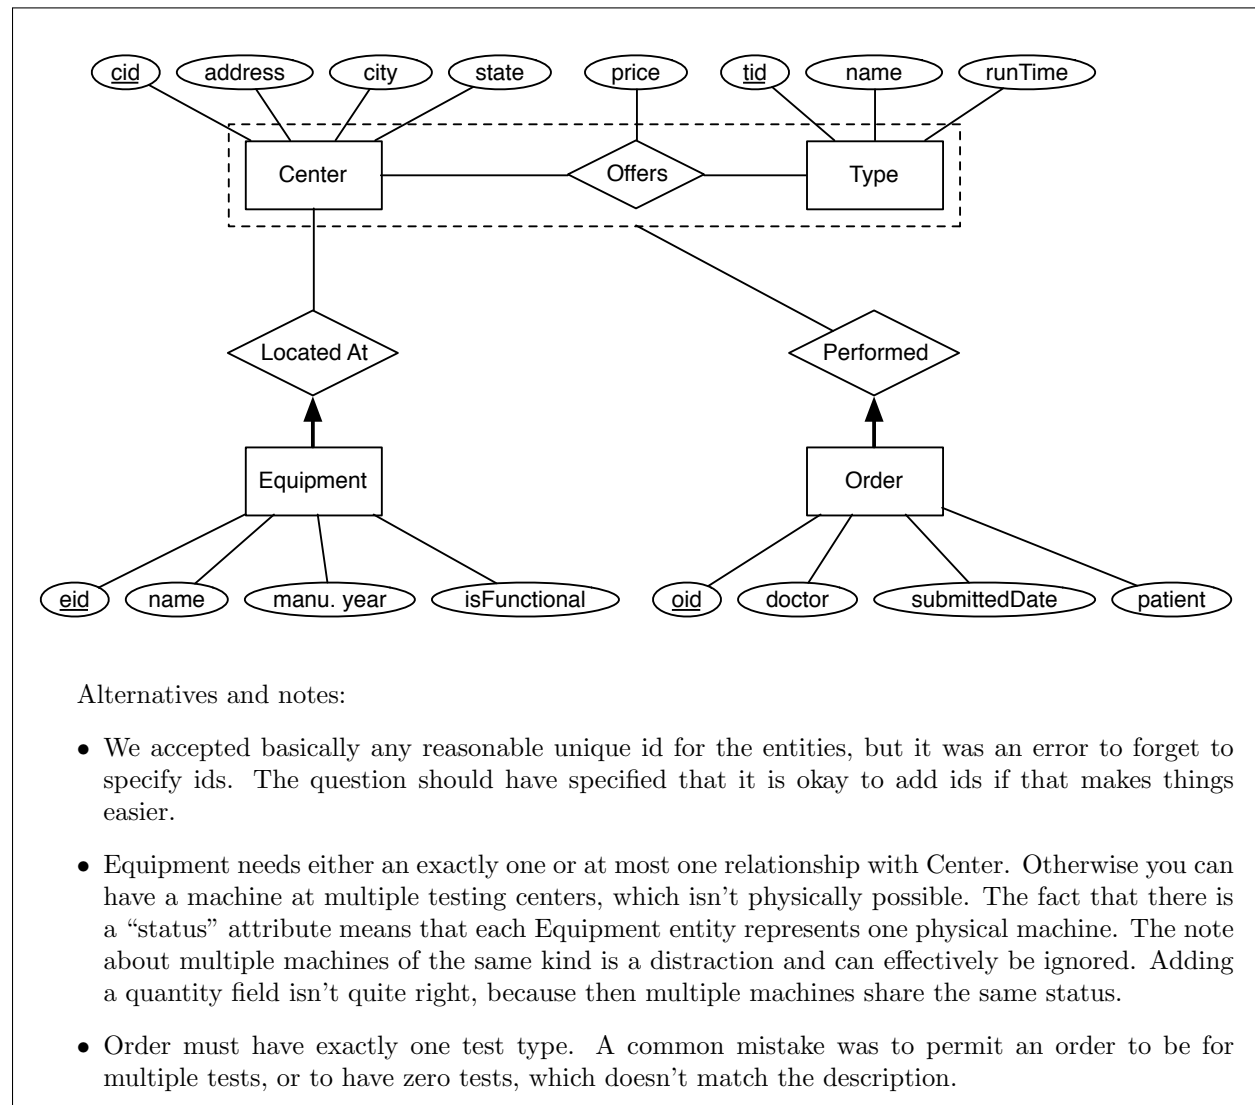 cid address city state price tid name runTime
Center Offers Type
Located At Performed
Equipment Order
eid name manu. year isFunctional oid doctor submittedDate patient
Alternatives and notes:
• We accepted basically any reasonable unique id for the entities, but it was an error to forget to
specify ids. The question should have specified that it is okay to add ids if that makes things
easier.
• Equipment needs either an exactly one or at most one relationship with Center. Otherwise you can
have a machine at multiple testing centers, which isn’t physically possible. The fact that there is
a “status” attribute means that each Equipment entity represents one physical machine. The note
about multiple machines of the same kind is a distraction and can effectively be ignored. Adding
a quantity field isn’t quite right, because then multiple machines share the same status.
• Order must have exactly one test type. A common mistake was to permit an order to be for
multiple tests, or to have zero tests, which doesn’t match the description.